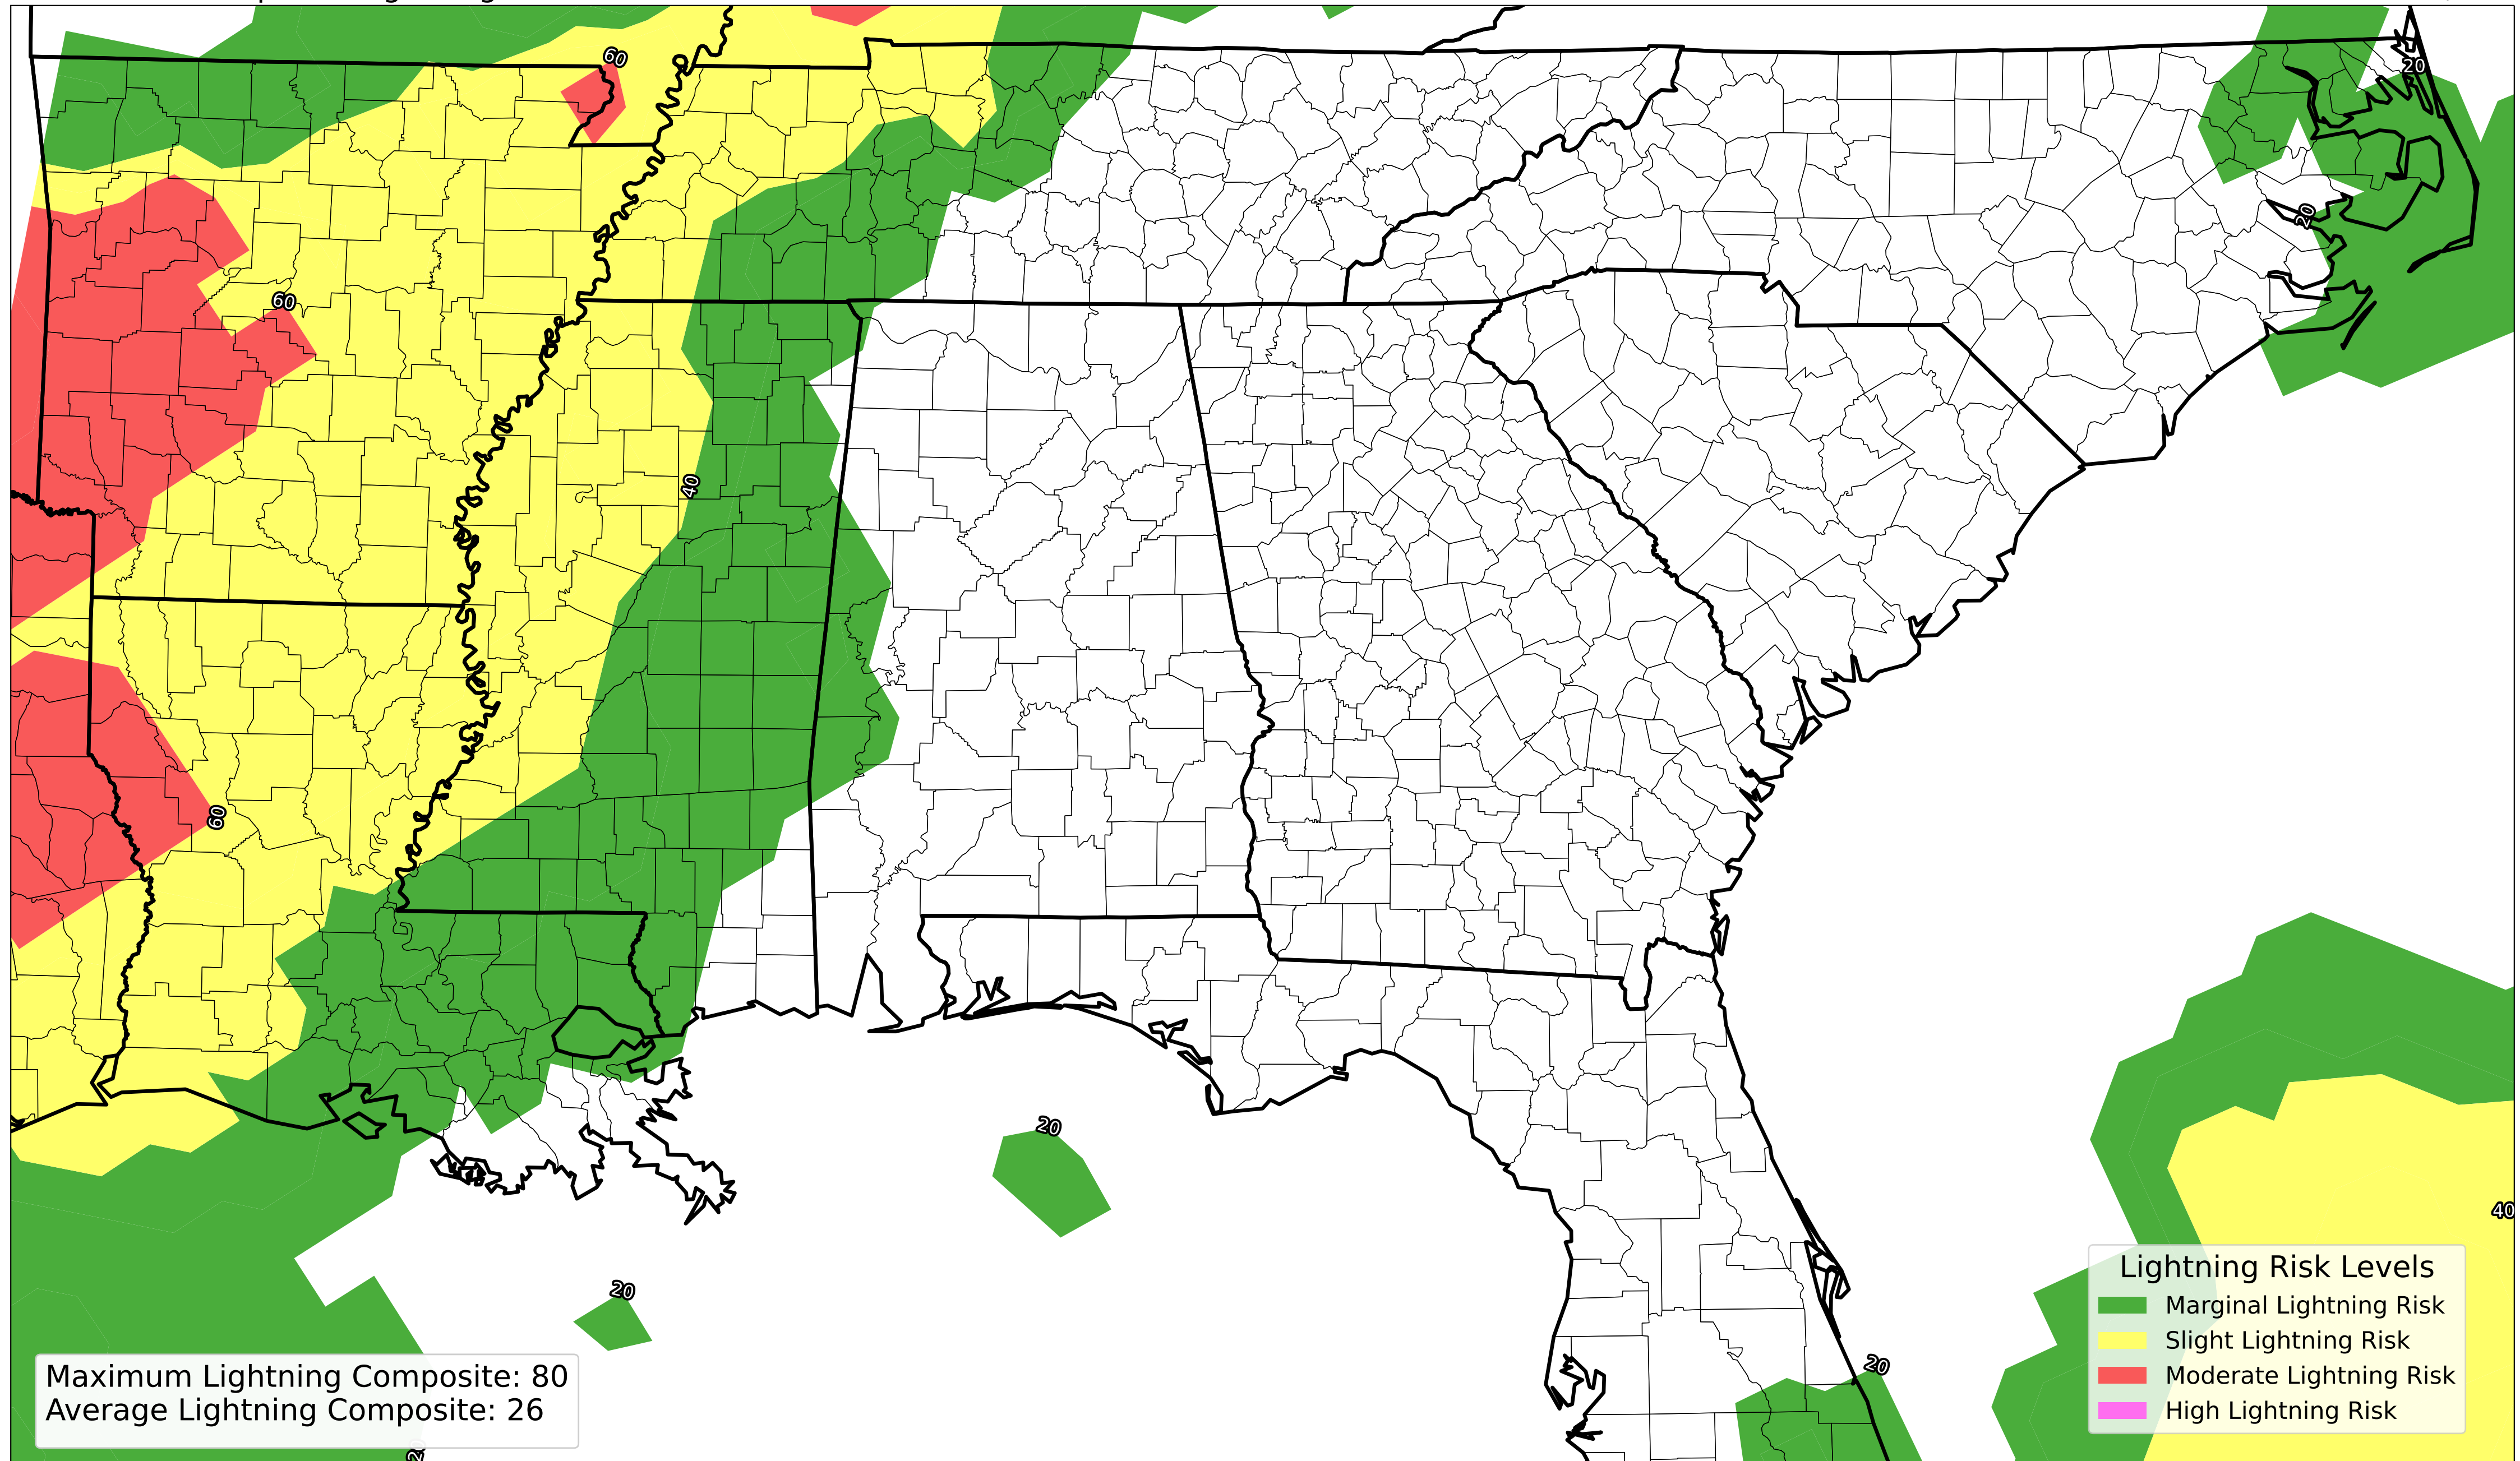 60
20
20
60
40
60
20
40
20
20
Lightning Risk Levels
Marginal Lightning Risk
Slight Lightning Risk
Moderate Lightning Risk
High Lightning Risk
Maximum Lightning Composite: 80
Average Lightning Composite: 26